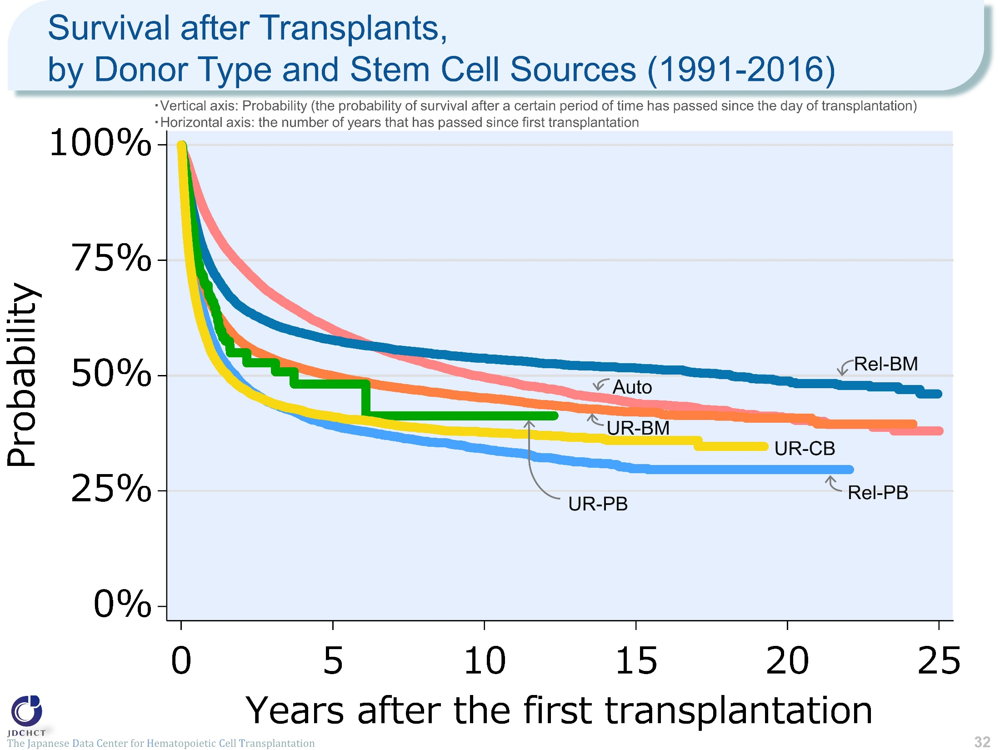 Survival after Transplants,
by Donor Type and Stem Cell Sources (1991-2016)
・Vertical axis: Probability (the probability of survival after a certain period of time has passed since the day of transplantation)
・Horizontal axis: the number of years that has passed since first transplantation
100%
75%
50%
25%
0%
Probability
Rel-BM
Auto
UR-BM
UR-CB
Rel-PB
UR-PB
0 5 10 15 20 25
Years after the first transplantation
JDCHCT
The Japanese Data Center for Hematopoietic Cell Transplantation
32